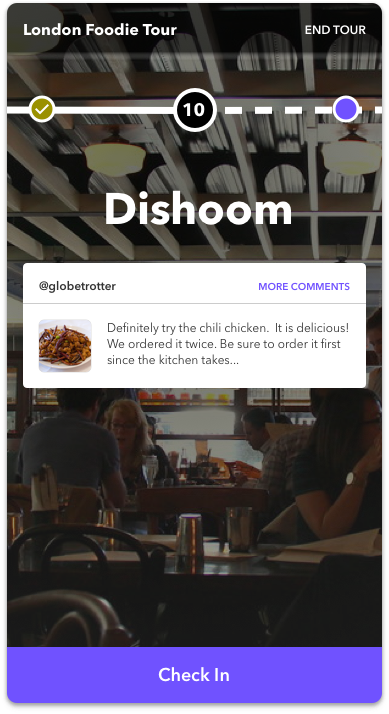 London Foodie Tour
END TOUR
10
Dishoom
@globetrotter
MORE COMMENTS
Definitely try the chili chicken. It is delicious!
We ordered it twice. Be sure to order it first
since the kitchen takes...
Check In